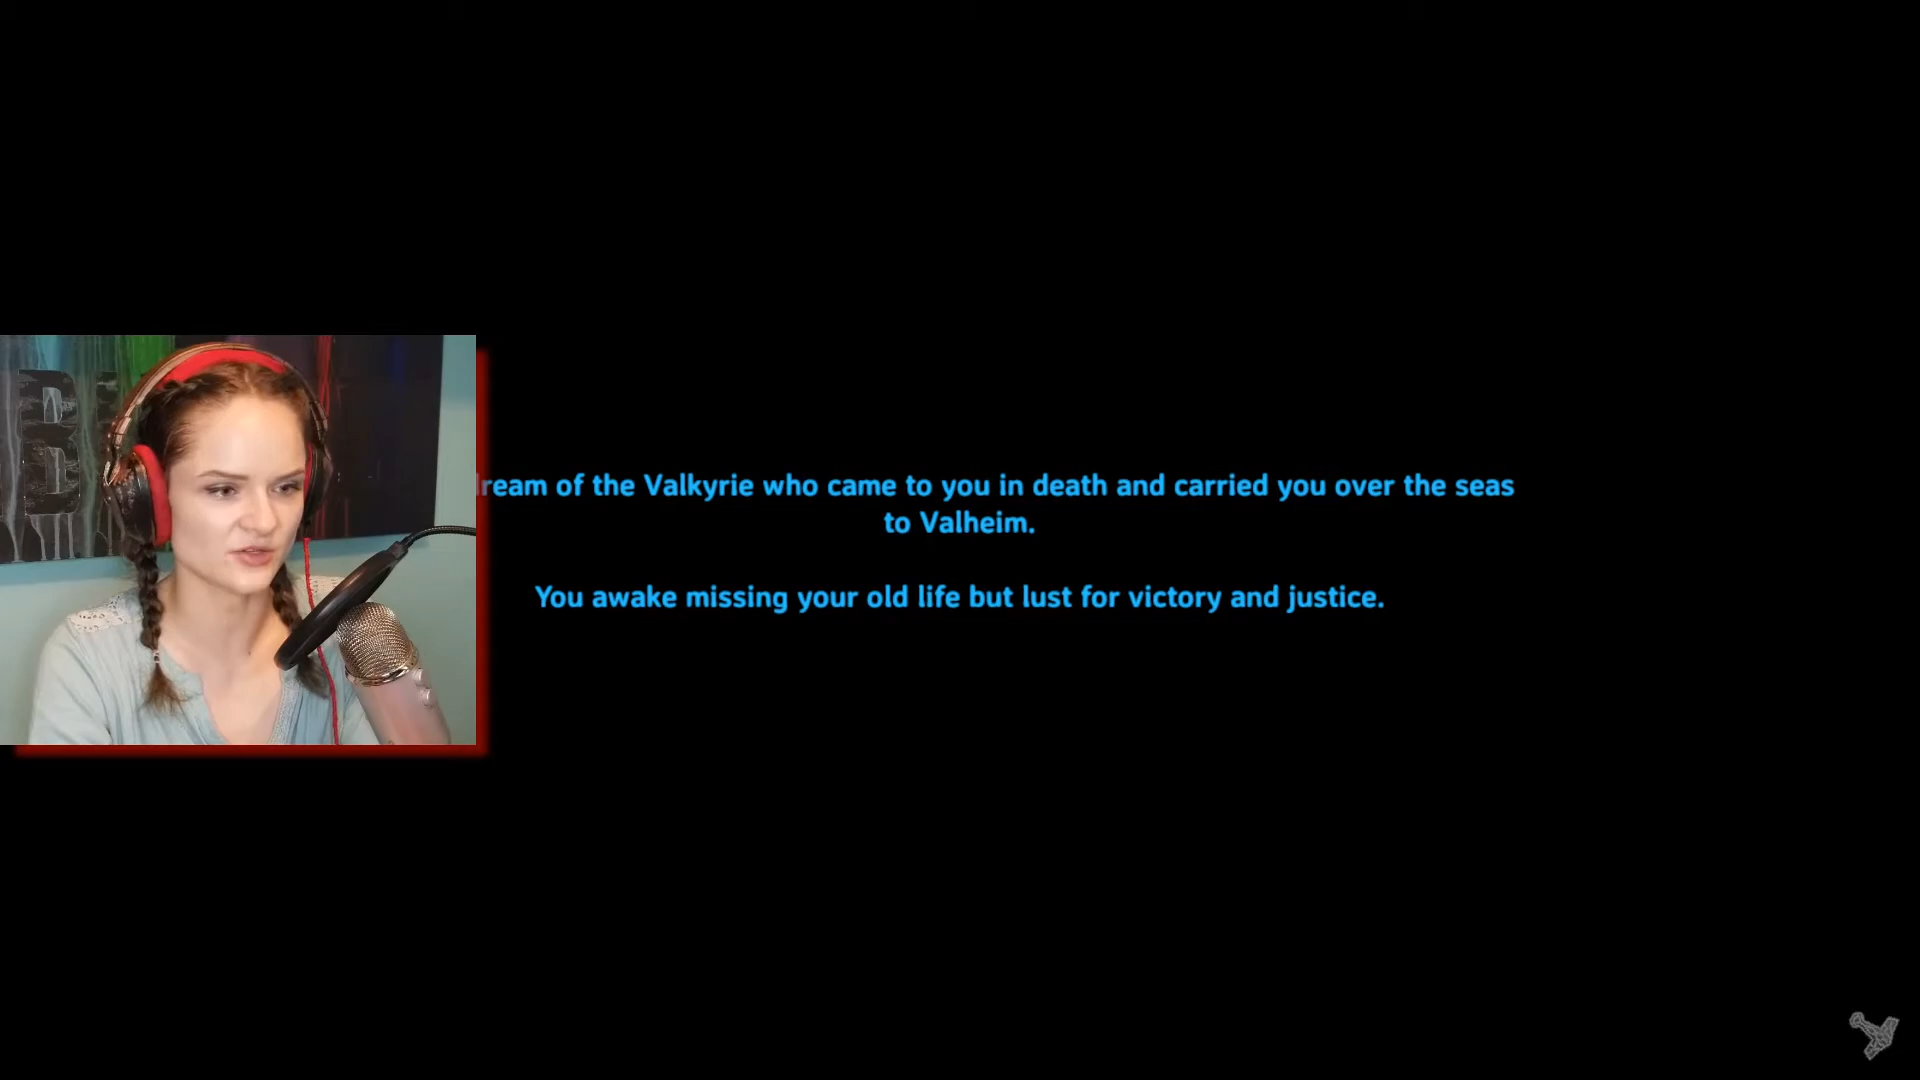 of the Valkyrie who came to you in death and carried you over the seas
to Valheim.
You awake missing your old life but lust for victory and justice.